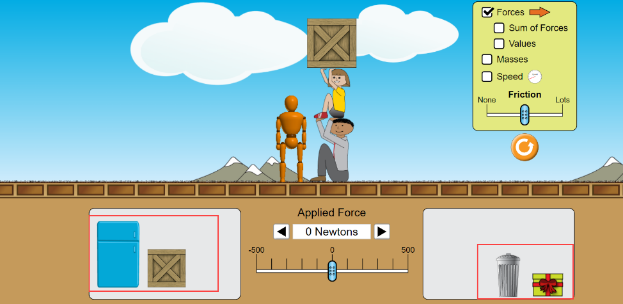 Forces
Sum of Forces
Values
Masses
Speed
Friction
None Lots
Applied Force
0 Newtons
-500 0 500